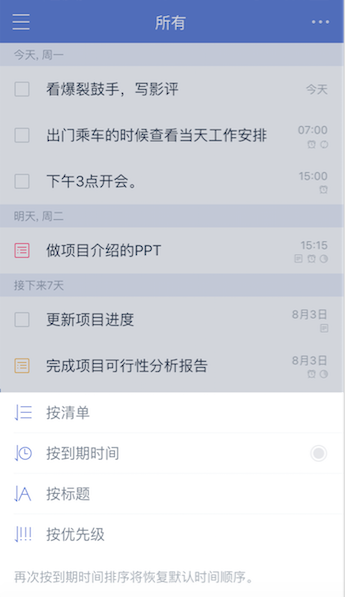 所有
今天, 周一
看爆裂鼓手，写影评 今天
出门乘车的时候查看当天工作安排 07:00
下午3点开会。 15:00
明天, 周二
做项目介绍的PPT 15:15
接下来7天
更新项目进度 8月3日
完成项目可行性分析报告 8月3日
按清单
按到期时间
A 按标题
!!! 按优先级
再次按到期时间排序将恢复默认时间顺序。